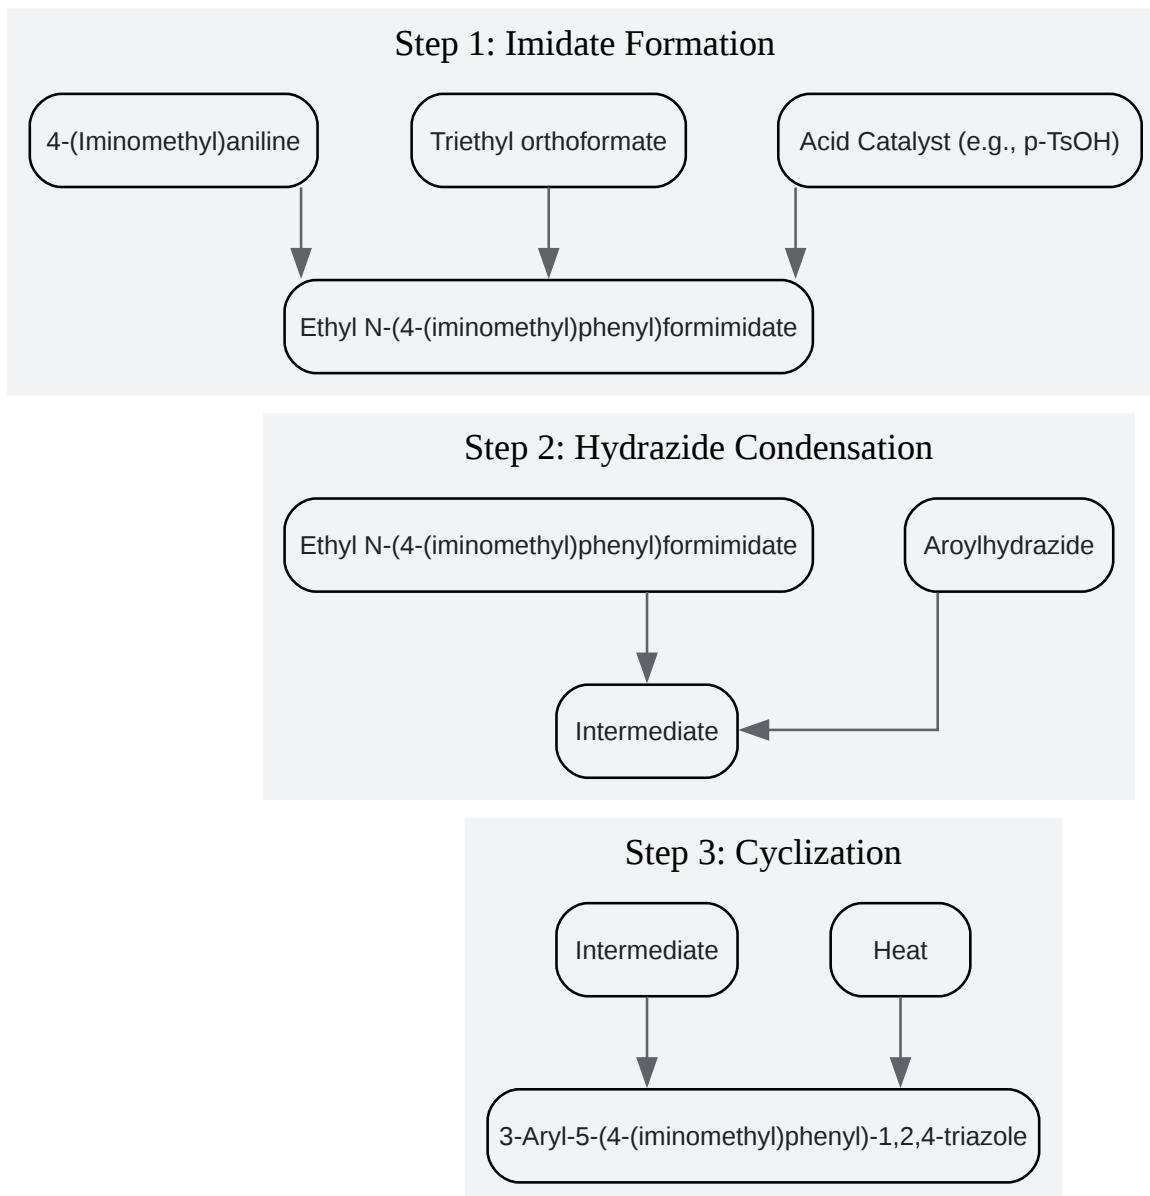 Step 1: Imidate Formation
4-(Iminomethyl)aniline
Triethyl orthoformate
Acid Catalyst (e.g., p-TsOH)
Ethyl N-(4-(iminomethyl)phenyl)formimidate
Step 2: Hydrazide Condensation
Ethyl N-(4-(iminomethyl)phenyl)formimidate
Aroylhydrazide
Intermediate
Step 3: Cyclization
Intermediate
Heat
3-Aryl-5-(4-(iminomethyl)phenyl)-1,2,4-triazole